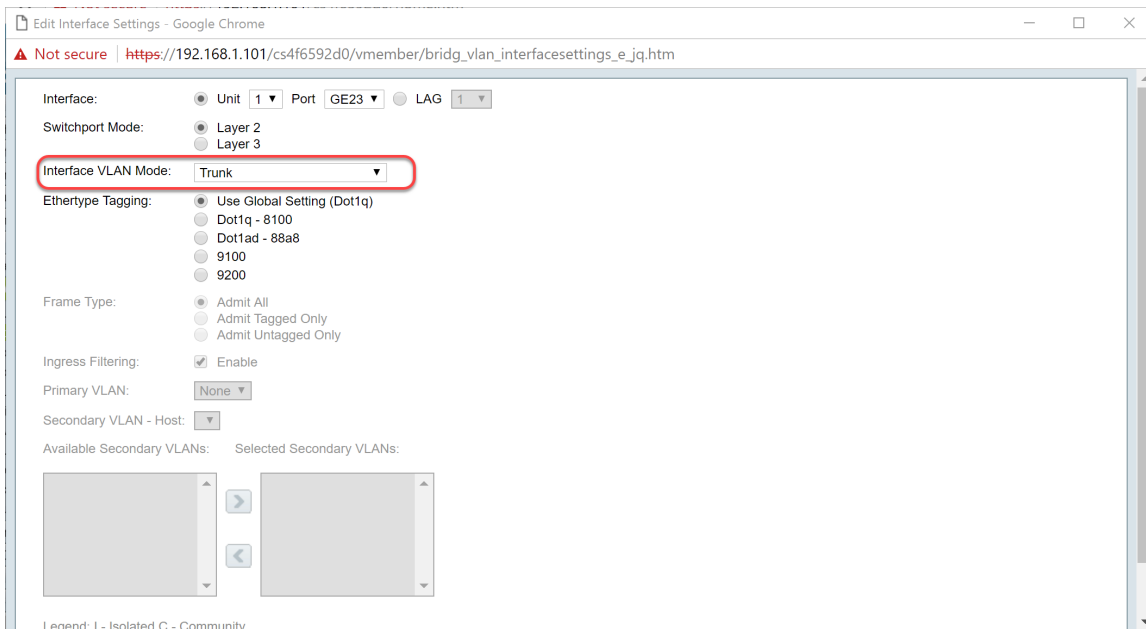 Edit Interface Settings - Google Chrome
Not secure | https://192.168.1.101/cs4f6592d0/vmember/bridg_vlan_interfacesettings_e_jq.htm
Interface: Unit 1 Port GE23 LAG 1
Switchport Mode: Layer 2
Layer 3
Interface VLAN Mode: Trunk
Ethertype Tagging: Use Global Setting (Dot1q)
Dot1q - 8100
Dot1ad - 88a8
9100
9200
Frame Type: Admit All
Admit Tagged Only
Admit Untagged Only
Ingress Filtering: Enable
Primary VLAN: None
Secondary VLAN - Host:
Available Secondary VLANs: Selected Secondary VLANs:
Legend: I - Isolated C - Community